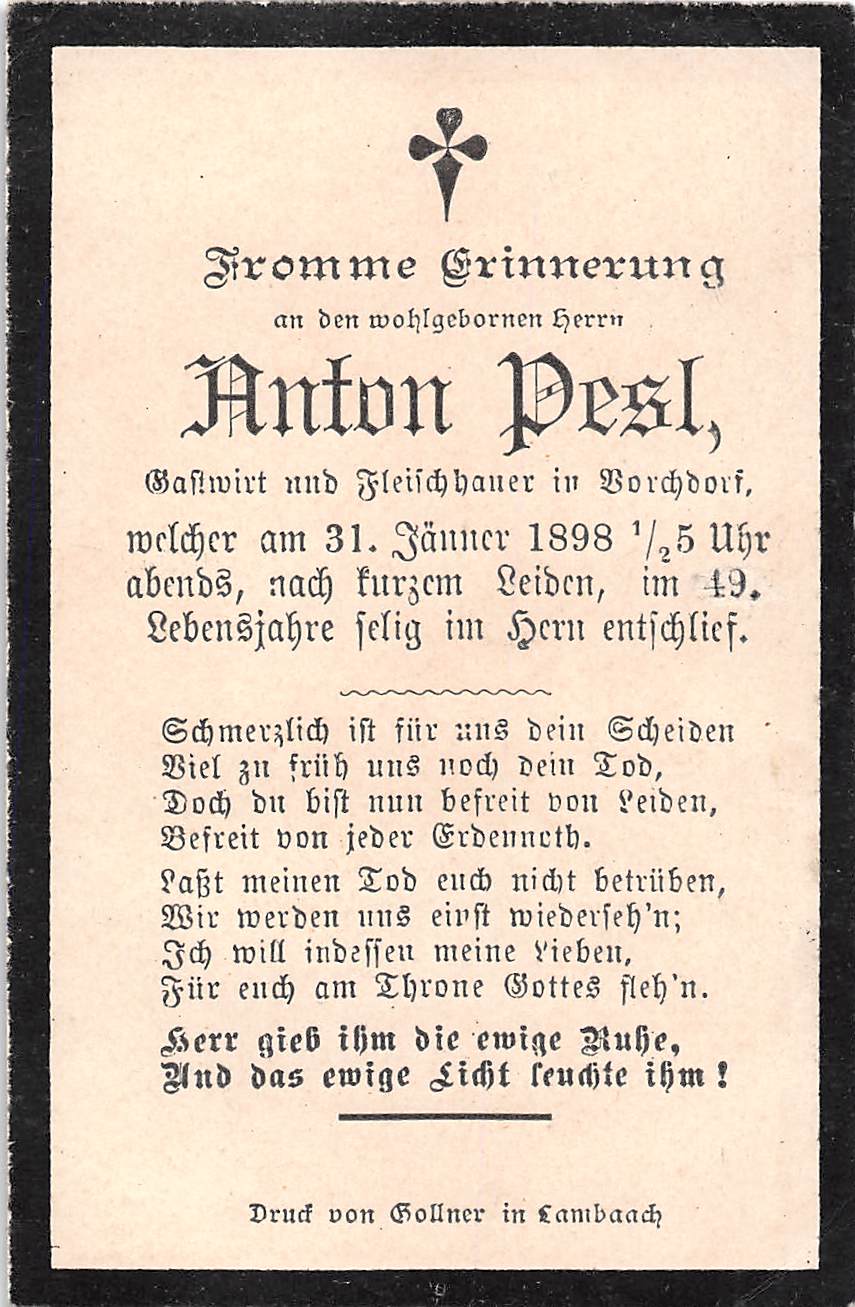 Fromme Erinnerung
an den wohlgebornen Herrn
Anton Pesl,
Gastwirt und Fleischhauer in Vorchdorf,
welcher am 31. Jänner 1898 1/2 5 Uhr
abends, nach kurzem Leiden, im 49.
Lebensjahre selig im Hern entschlief.
Schmerzlich ist für uns dein Scheiden
Viel zu früh uns noch dein Tod,
Doch du bist nun befreit von Leiden,
Befreit von jeder Erdennoth.
Laßt meinen Tod euch nicht betrüben,
Wir werden uns einst wiederseh'n;
Ich will indessen meine Lieben,
Für euch am Throne Gottes fleh'n.
Herr gieb ihm die ewige Ruhe,
And das ewige Licht leuchte ihm!
Druck von Gollner in Lambaach